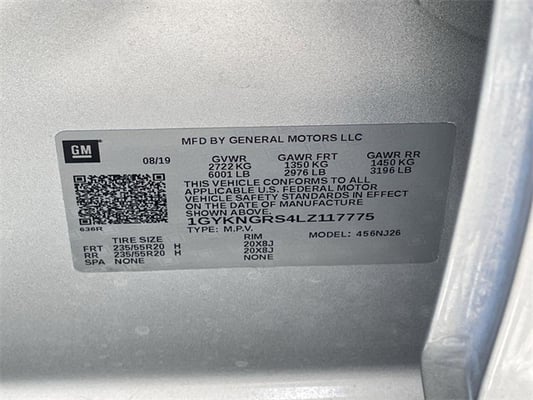 GM
MFD BY GENERAL MOTORS LLC
08/19 GVWR GAWR FRT GAWR RR
2722 KG 1350 KG 1450 KG
6001 LB 2976 LB 3196 LB
THIS VEHICLE CONFORMS TO ALL
APPLICABLE U.S. FEDERAL MOTOR
VEHICLE SAFETY STANDARDS IN EFFECT
ON THE DATE OF MANUFACTURE
SHOWN ABOVE.
1GYKNGRS4LZ117775
636R TYPE: M.P.V. MODEL: 456NJ26
TIRE SIZE RIM
FRT 235/55R20 H 20X8J
RR 235/55R20 H 20X8J
SPA NONE NONE